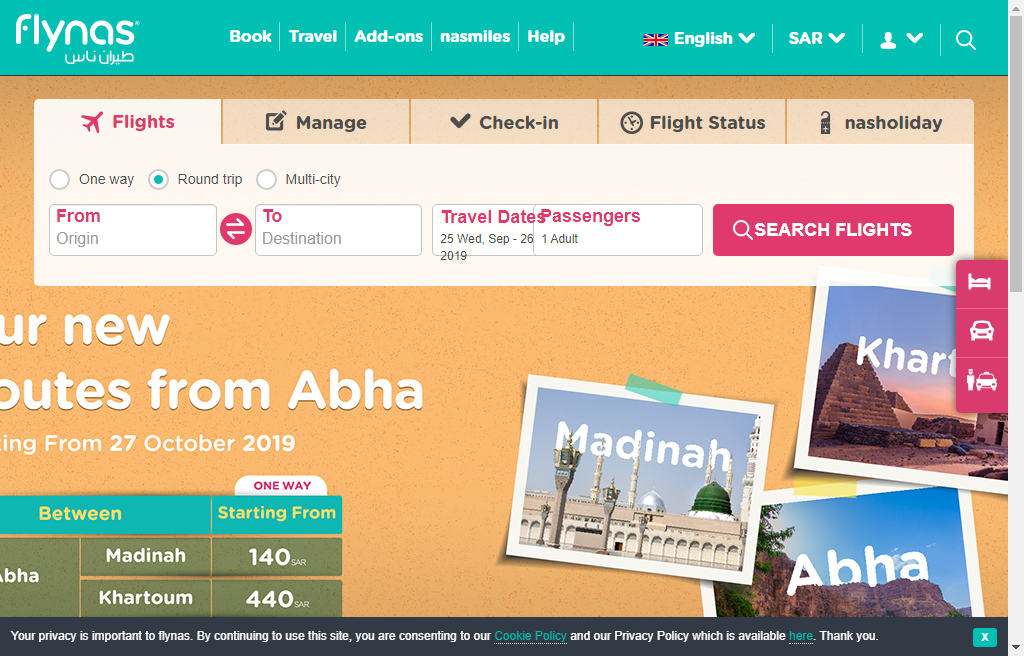 flynas
طيران ناس
Book
Travel
Add-ons
nasmiles
Help
English
SAR
Flights
Manage
Check-in
Flight Status
nasholiday
One way
Round trip
Multi-city
From
Origin
To
Destination
Travel Dates
25 Wed, Sep - 26
2019
Passengers
1 Adult
SEARCH FLIGHTS
ur new
outes from Abha
ting From 27 October 2019
ONE WAY
Between
Starting From
Abha
Madinah
140 SAR
Khartoum
440 SAR
Madinah
Khart
Abha
Your privacy is important to flynas. By continuing to use this site, you are consenting to our Cookie Policy and our Privacy Policy which is available here. Thank you.
X